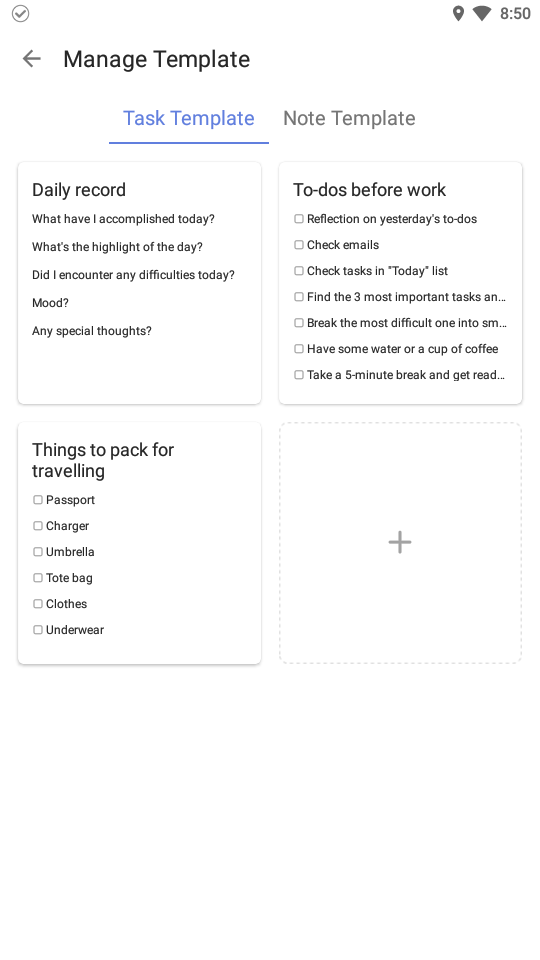 8:50
Manage Template
Task Template
Note Template
Daily record
What have I accomplished today?
What's the highlight of the day?
Did I encounter any difficulties today?
Mood?
Any special thoughts?
To-dos before work
Reflection on yesterday's to-dos
Check emails
Check tasks in "Today" list
Find the 3 most important tasks an...
Break the most difficult one into sm...
Have some water or a cup of coffee
Take a 5-minute break and get read...
Things to pack for
travelling
Passport
Charger
Umbrella
Tote bag
Clothes
Underwear